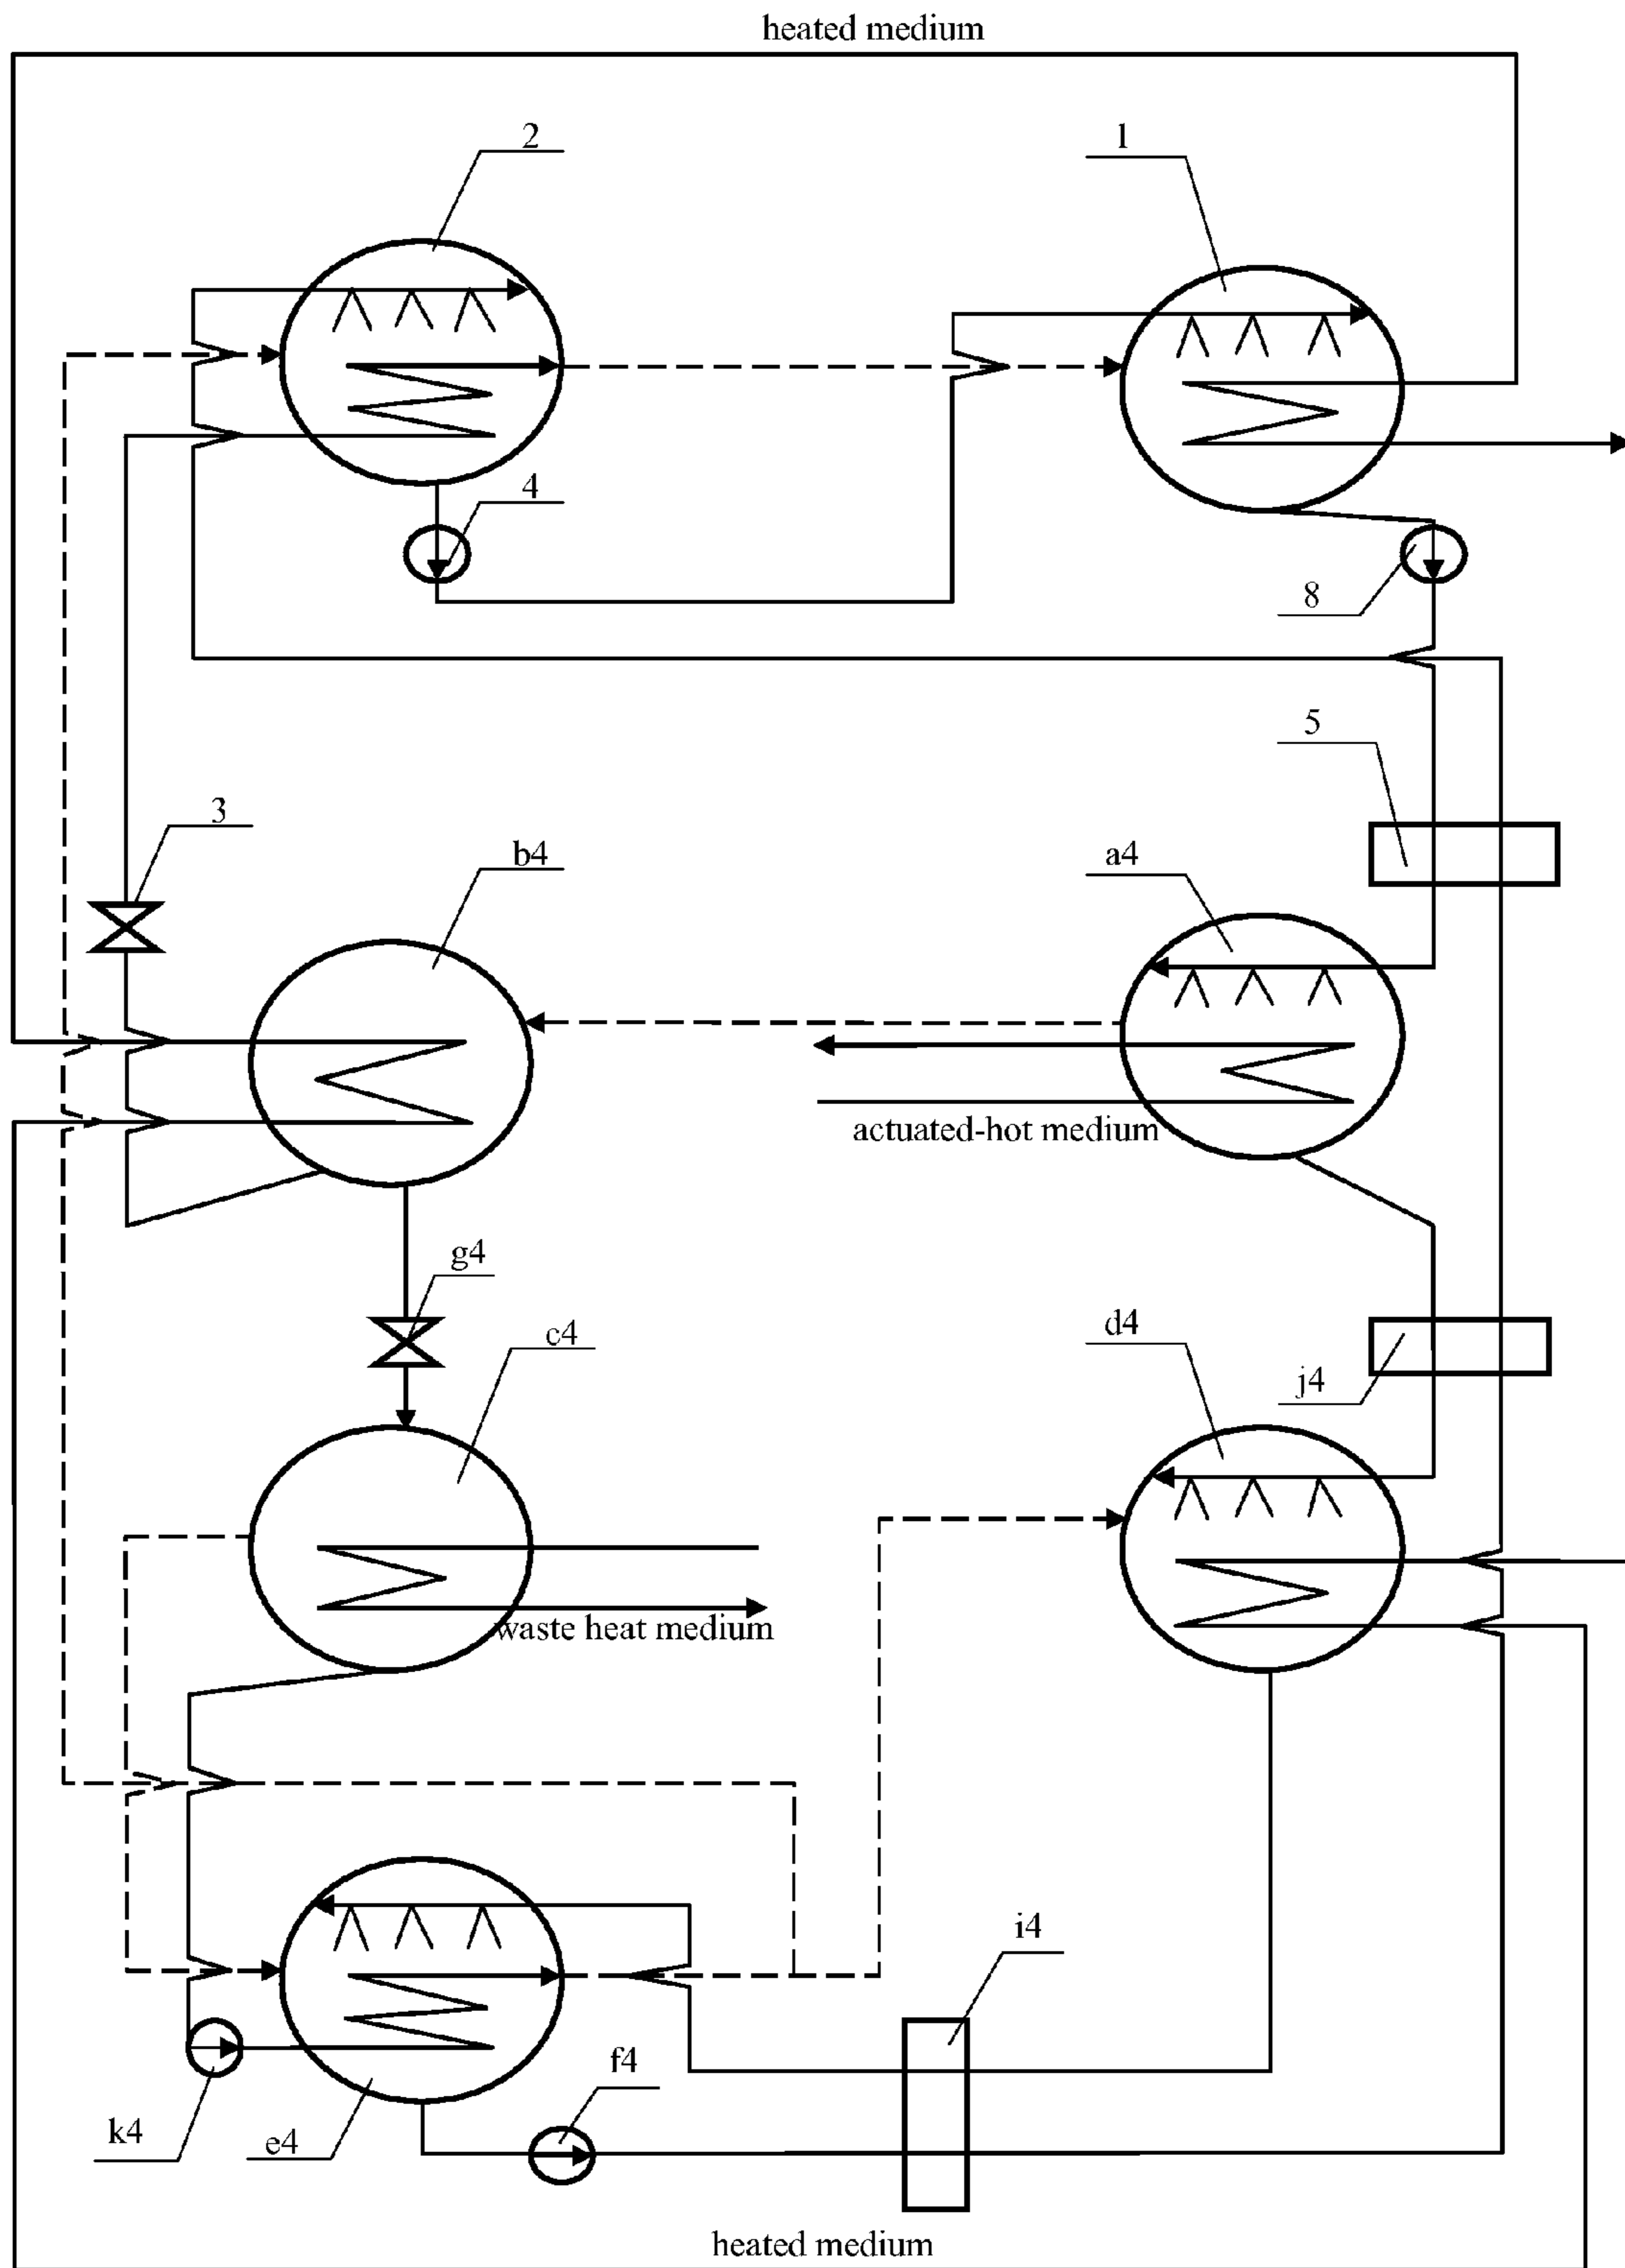 heated medium
2
1
4
8
5
3
b4
a4
actuated-hot medium
g4
c4
d4
j4
waste heat medium
i4
f4
k4
e4
heated medium